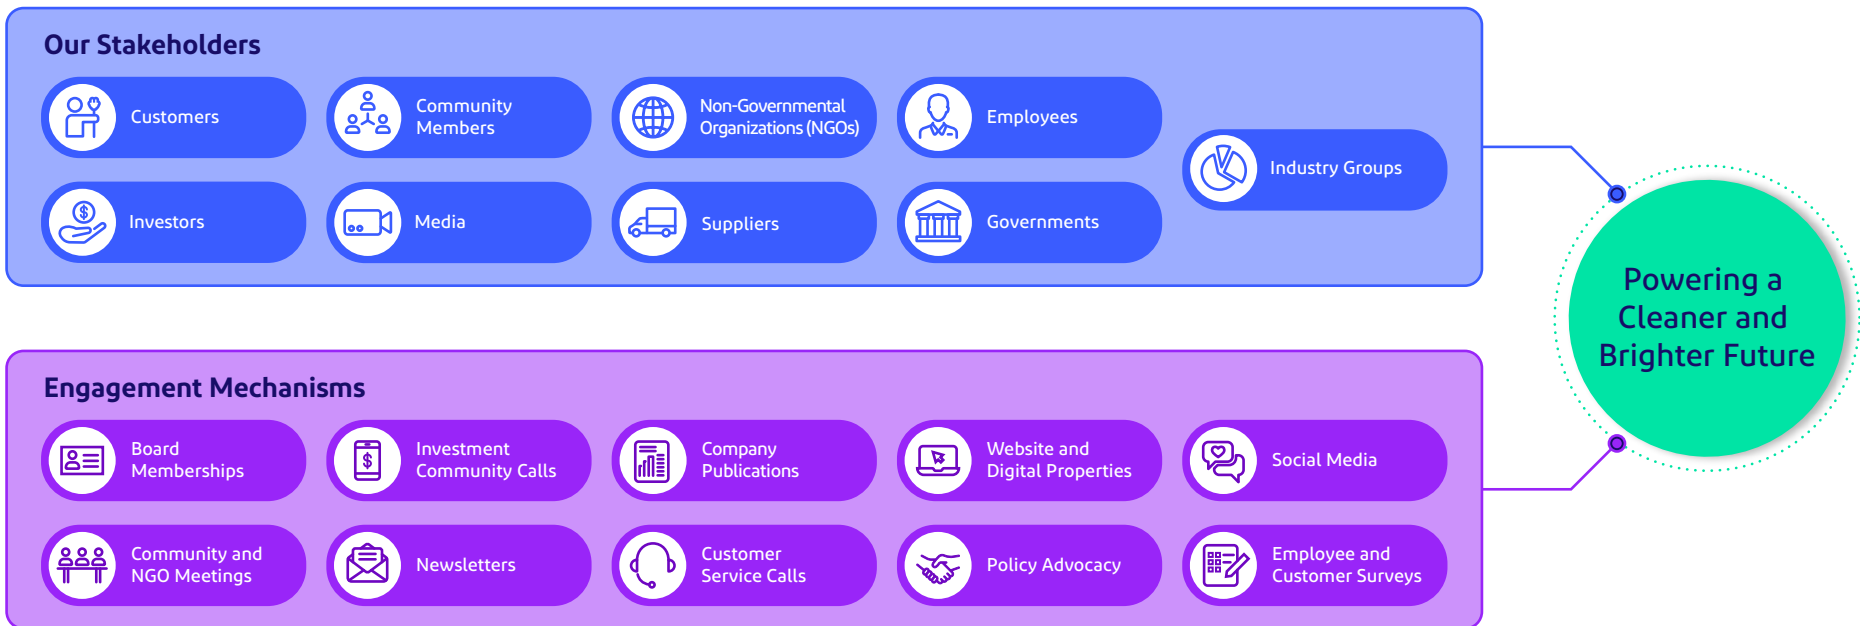 Our Stakeholders
Customers
Community
Members
Non-Governmental
Organizations (NGOs)
Employees
Industry Groups
Investors
$
Media
Suppliers
Governments
Powering a
Cleaner and
Brighter Future
Engagement Mechanisms
Board
Memberships
$
Investment
Community Calls
Company
Publications
Website and
Digital Properties
Social Media
Community and
NGO Meetings
Newsletters
Customer
Service Calls
Policy Advocacy
Employee and
Customer Surveys